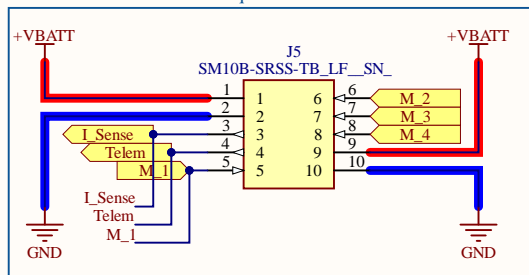 +VBATT
+VBATT
J5
SM10B-SRSS-TB_LF__SN_
1 1 6 6 M_2
2 2 7 7 M_3
I_Sense 3 3 8 8 M_4
Telem 4 4 9 9
M_1 5 5 10 10
I_Sense
Telem
M_1
GND
GND